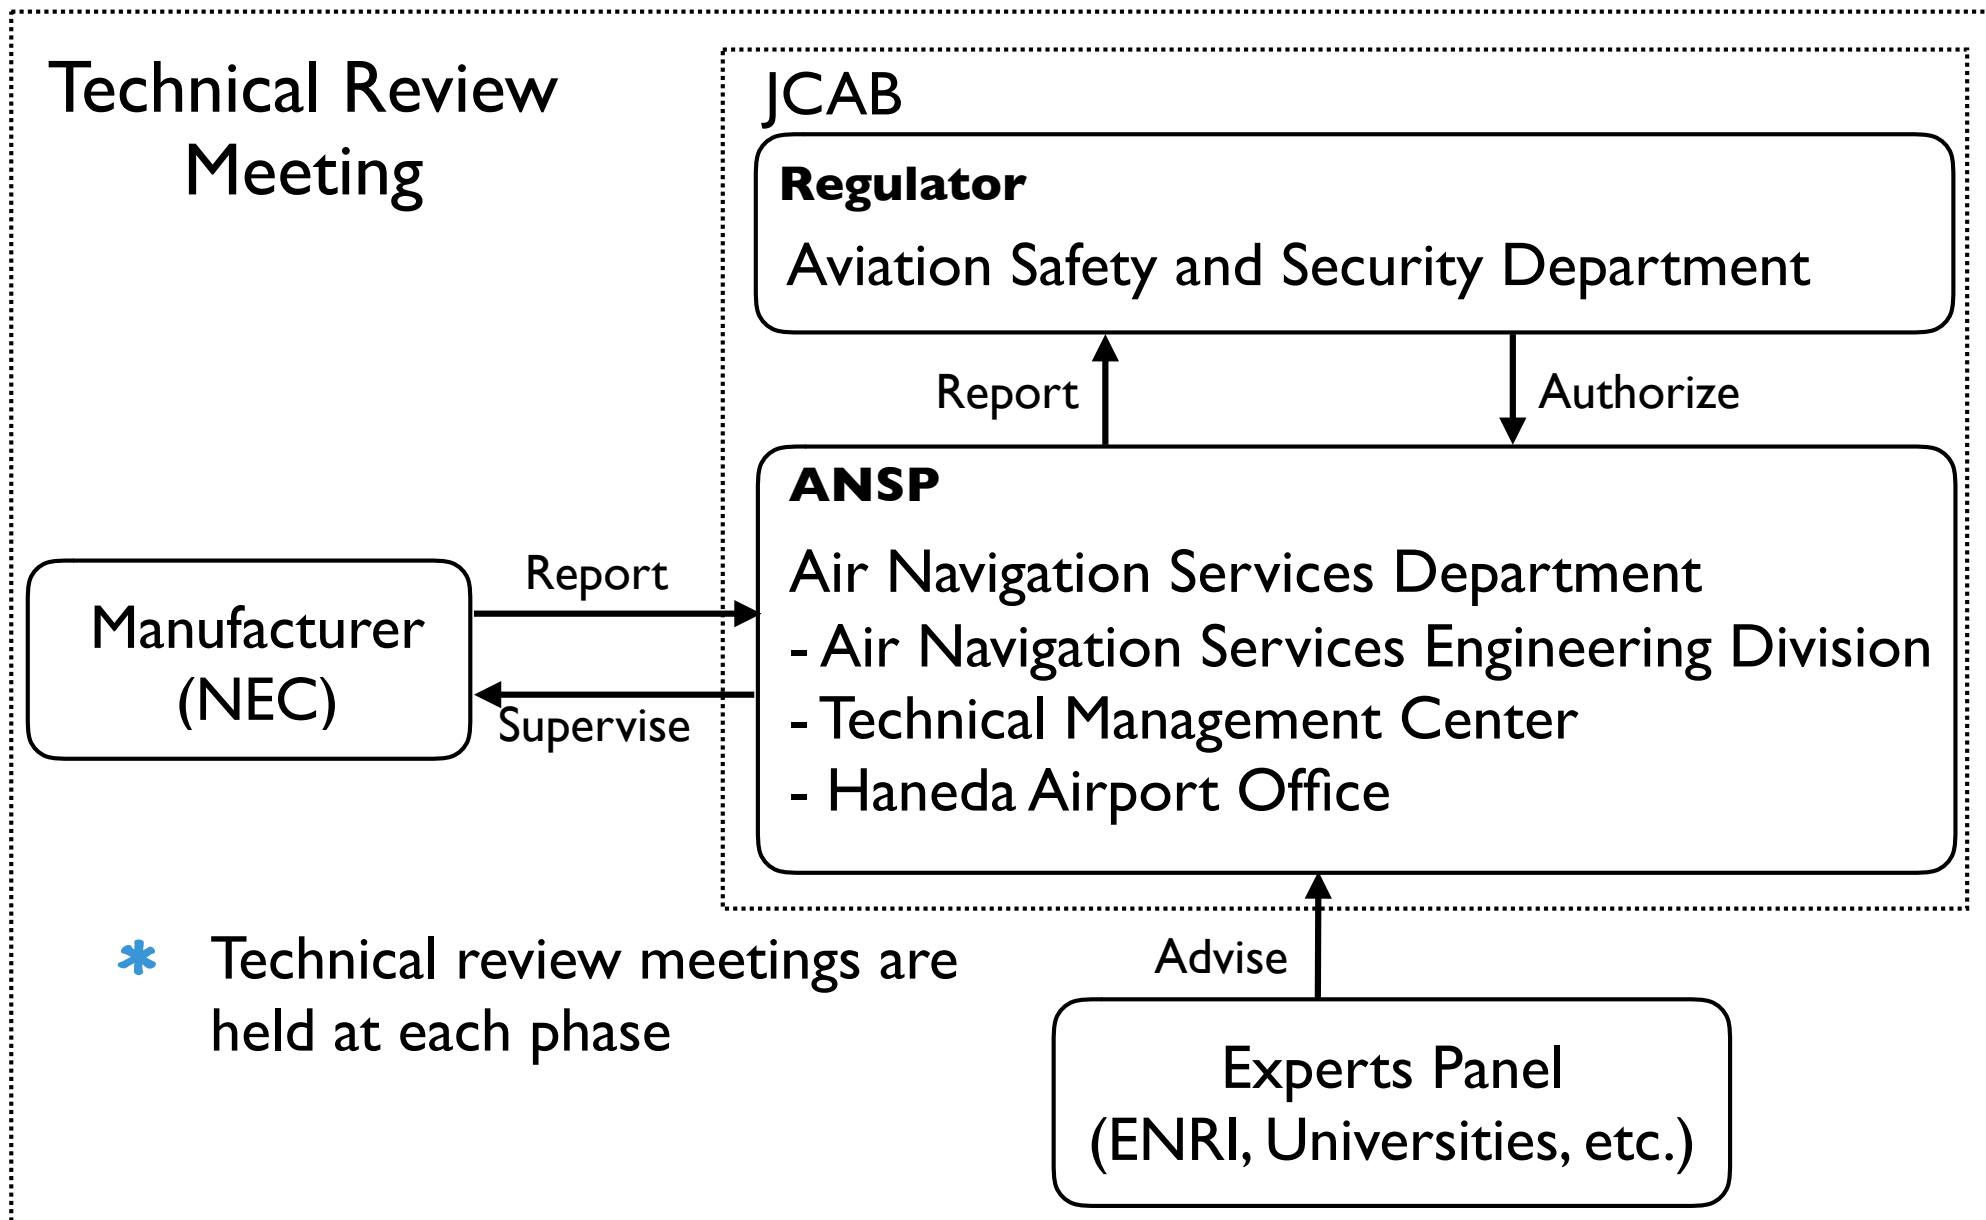 Technical Review
Meeting
JCAB
Regulator
Aviation Safety and Security Department
Report
Authorize
ANSP
Air Navigation Services Department
- Air Navigation Services Engineering Division
- Technical Management Center
- Haneda Airport Office
Report
Manufacturer
(NEC)
Supervise
* Technical review meetings are
held at each phase
Advise
Experts Panel
(ENRI, Universities, etc.)